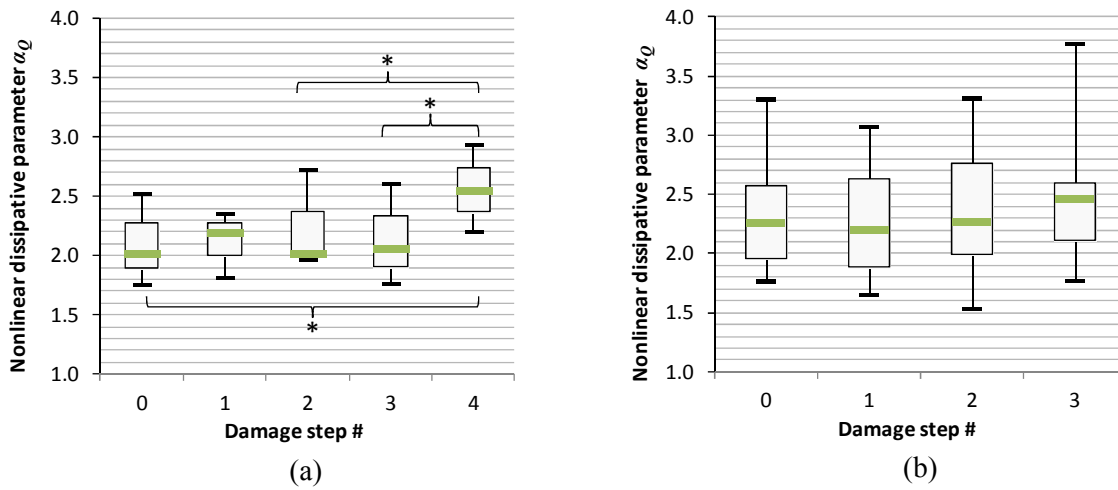 Nonlinear dissipative parameter α_Q
4.0
3.5
3.0
2.5
2.0
1.5
1.0
*
*
*
0 1 2 3 4
Damage step #
(a)
Nonlinear dissipative parameter α_Q
4.0
3.5
3.0
2.5
2.0
1.5
1.0
0 1 2 3
Damage step #
(b)